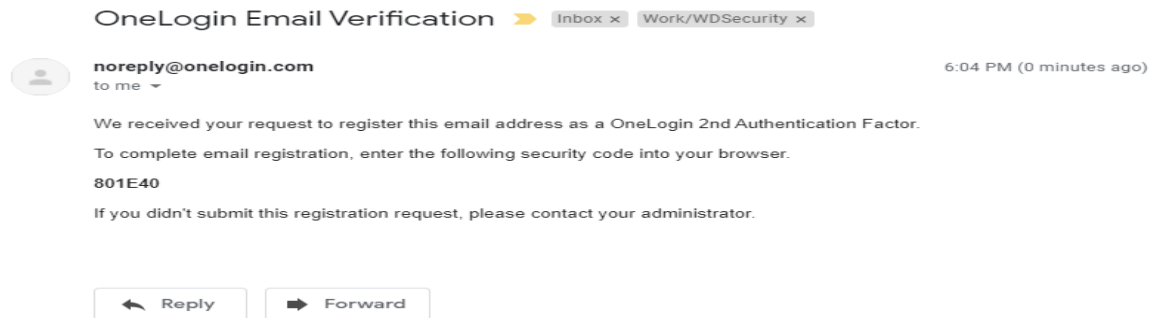 OneLogin Email Verification Inbox × Work/WDSecurity ×
noreply@onelogin.com 6:04 PM (0 minutes ago)
to me
We received your request to register this email address as a OneLogin 2nd Authentication Factor.
To complete email registration, enter the following security code into your browser.
801E40
If you didn't submit this registration request, please contact your administrator.
Reply Forward